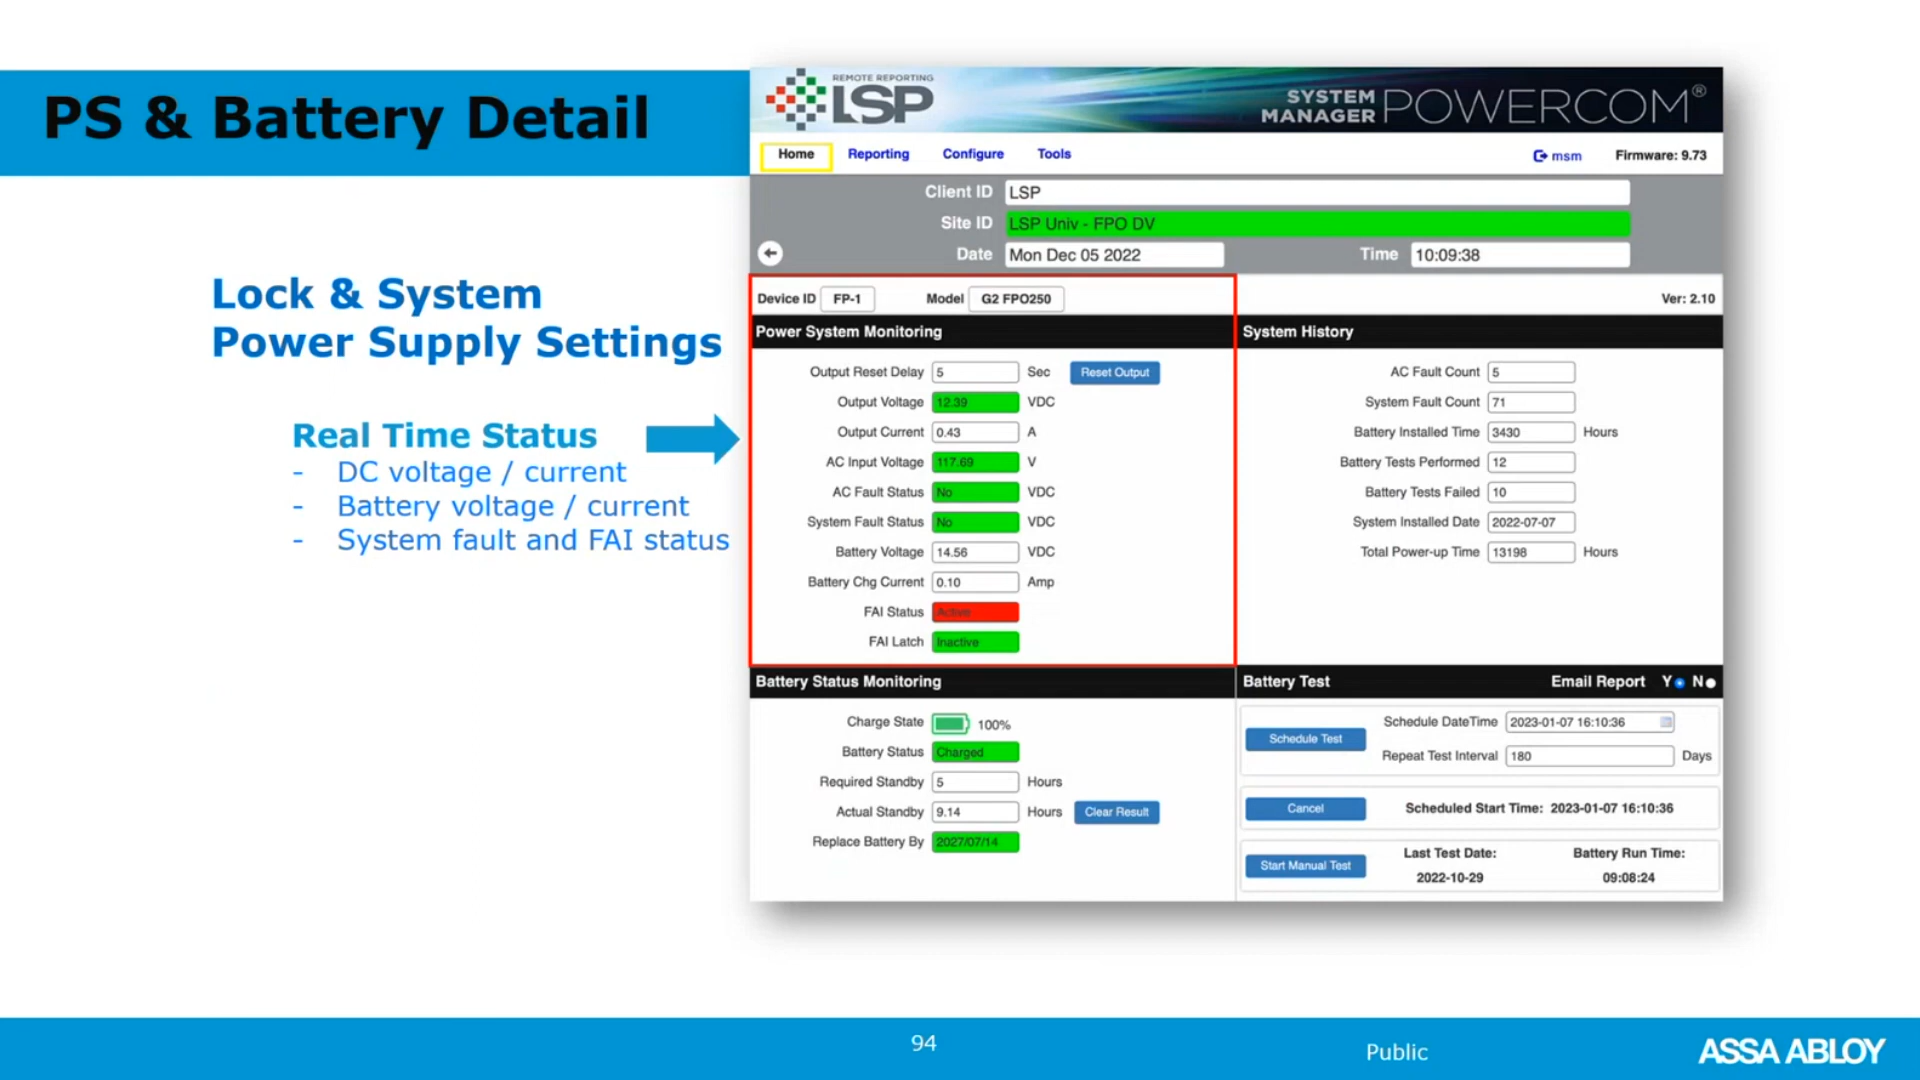 PS & Battery Detail
Lock & System
Power Supply Settings
Real Time Status
- DC voltage / current
- Battery voltage / current
- System fault and FAI status
REMOTE REPORTING
LSP
SYSTEM
MANAGER POWERCOM®
Home Reporting Configure Tools msm Firmware: 9.73
Client ID LSP
Site ID LSP Univ - FPO DV
Date Mon Dec 05 2022 Time 10:09:38
Device ID FP-1 Model G2 FPO250 Ver: 2.10
Power System Monitoring
Output Reset Delay 5 Sec Reset Output
Output Voltage 12.39 VDC
Output Current 0.43 A
AC Input Voltage 117.69 V
AC Fault Status No VDC
System Fault Status No VDC
Battery Voltage 14.56 VDC
Battery Chg Current 0.10 Amp
FAI Status Active
FAI Latch Inactive
System History
AC Fault Count 5
System Fault Count 71
Battery Installed Time 3430 Hours
Battery Tests Performed 12
Battery Tests Failed 10
System Installed Date 2022-07-07
Total Power-up Time 13198 Hours
Battery Status Monitoring
Charge State 100%
Battery Status Charged
Required Standby 5 Hours
Actual Standby 9.14 Hours Clear Result
Replace Battery By 2027/07/14
Battery Test Email Report Y N
Schedule Test
Schedule DateTime 2023-01-07 16:10:36
Repeat Test Interval 180 Days
Cancel Scheduled Start Time: 2023-01-07 16:10:36
Start Manual Test
Last Test Date: Battery Run Time:
2022-10-29 09:08:24
94
Public
ASSA ABLOY